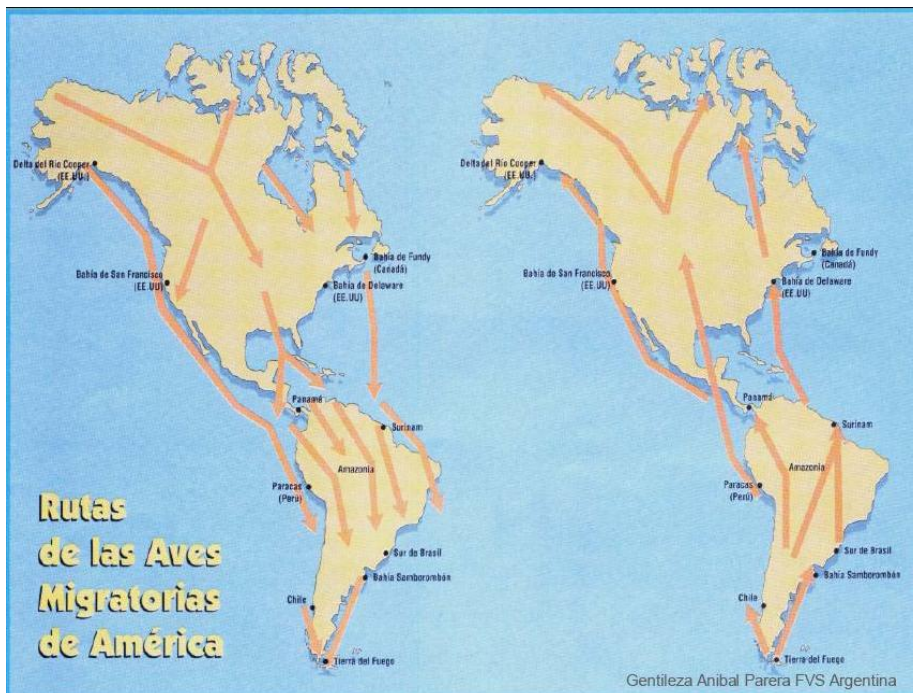 Delta del Río Cooper
(EE.UU.)
Bahía de San Francisco
(EE.UU)
Bahía de Fundy
(Canadá)
Bahía de Delaware
(EE.UU)
Panamá
Surinam
Amazonia
Paracas
(Perú)
Sur de Brasil
Bahía Samborombón
Chile
Tierra del Fuego
Rutas
de las Aves
Migratorias
de América
Delta del Río Cooper
(EE.UU.)
Bahía de San Francisco
(EE.UU)
Bahía de Fundy
(Canadá)
Bahía de Delaware
(EE.UU)
Panamá
Surinam
Amazonia
Paracas
(Perú)
Sur de Brasil
Bahía Samborombón
Chile
Tierra del Fuego
Gentileza Anibal Parera FVS Argentina